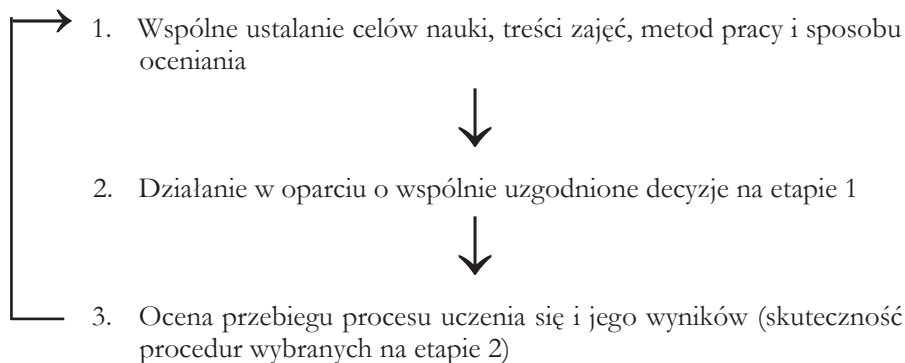 1. Wspólne ustalanie celów nauki, treści zajęć, metod pracy i sposobu
oceniania
2. Działanie w oparciu o wspólnie uzgodnione decyzje na etapie 1
3. Ocena przebiegu procesu uczenia się i jego wyników (skuteczność
procedur wybranych na etapie 2)